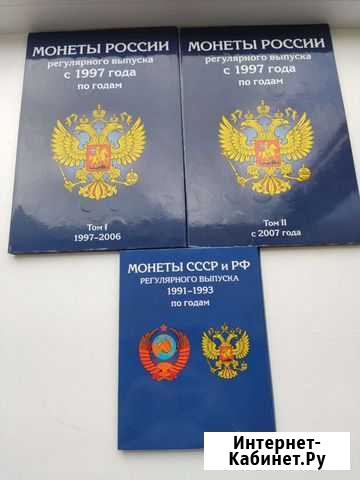 МОНЕТЫ РОССИИ
регулярного выпуска
с 1997 года
по годам
Том I
1997-2006
МОНЕТЫ РОССИИ
регулярного выпуска
с 1997 года
по годам
Том II
с 2007 года
МОНЕТЫ СССР и РФ
РЕГУЛЯРНОГО ВЫПУСКА
1991-1993
по годам
Интернет-
Кабинет.Ру